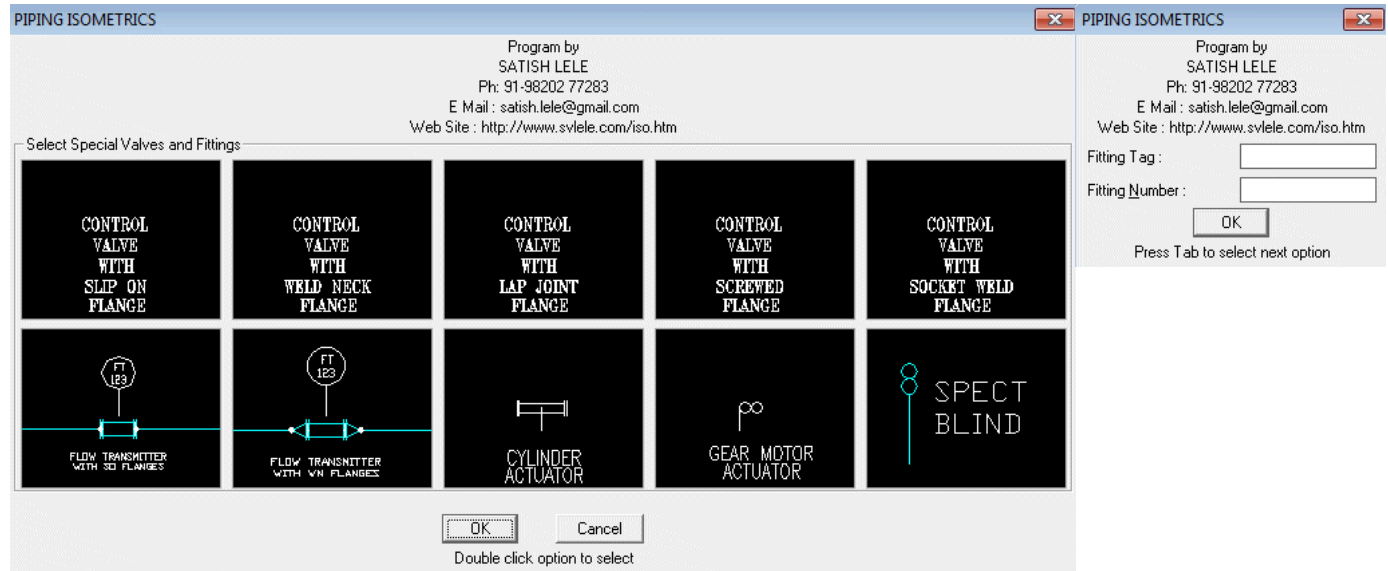 PIPING ISOMETRICS
Program by
SATISH LELE
Ph: 91-98202 77283
E Mail : satish.lele@gmail.com
Web Site : http://www.svlele.com/iso.htm
Select Special Valves and Fittings
CONTROL
VALVE
WITH
SLIP ON
FLANGE
CONTROL
VALVE
WITH
WELD NECK
FLANGE
CONTROL
VALVE
WITH
LAP JOINT
FLANGE
CONTROL
VALVE
WITH
SCREWED
FLANGE
CONTROL
VALVE
WITH
SOCKET WELD
FLANGE
FT
123
FLOW TRANSMITTER
WITH SO FLANGES
FT
123
FLOW TRANSNITTER
WITH WN FLANGES
CYLINDER
ACTUATOR
GEAR MOTOR
ACTUATOR
SPECT
BLIND
OK
Cancel
Double click option to select
PIPING ISOMETRICS
Program by
SATISH LELE
Ph: 91-98202 77283
E Mail : satish.lele@gmail.com
Web Site : http://www.svlele.com/iso.htm
Fitting Tag :
Fitting Number :
OK
Press Tab to select next option